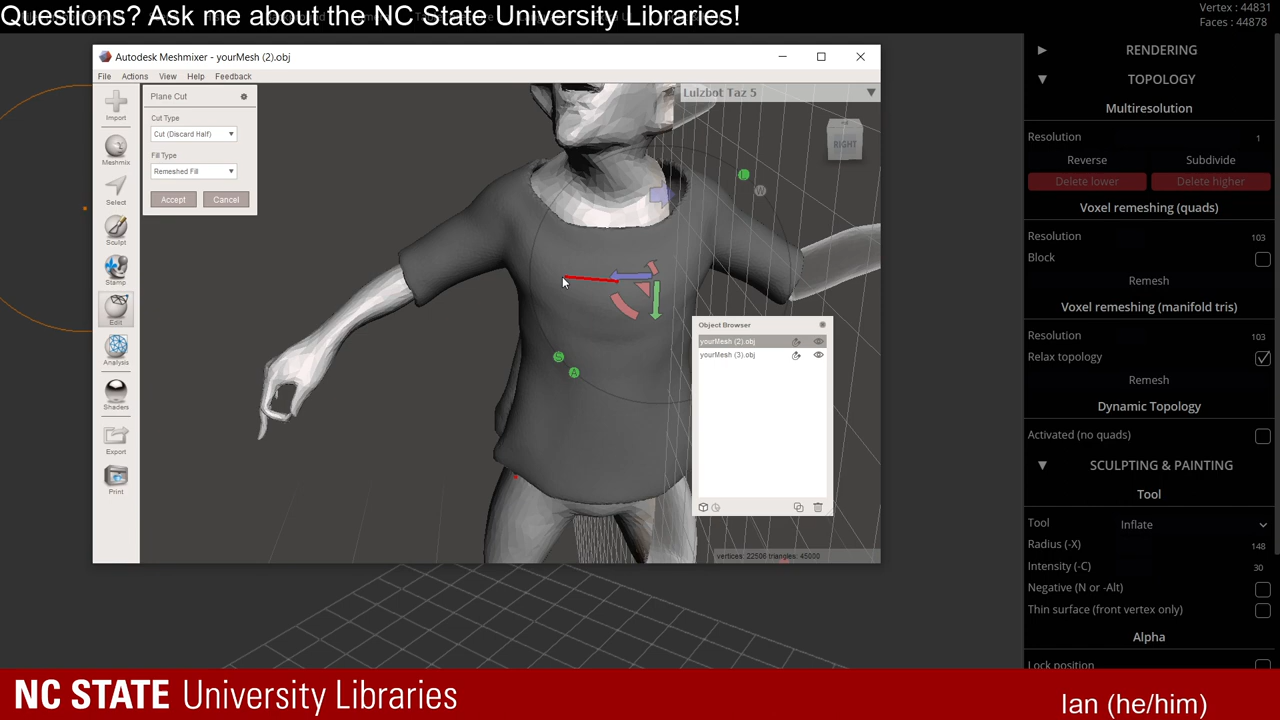 Questions? Ask me about the NC State University Libraries!
Vertex : 44831
Faces : 44878
Autodesk Meshmixer - yourMesh (2).obj
File Actions View Help Feedback
Import
Meshmix
Select
Sculpt
Stamp
Edit
Analysis
Shaders
Export
Print
Plane Cut
Cut Type
Cut (Discard Half)
Fill Type
Remeshed Fill
Accept Cancel
Lulzbot Taz 5
RIGHT
L
W
S
A
Object Browser
yourMesh (2).obj
yourMesh (3).obj
vertices: 22506 triangles: 45000
RENDERING
TOPOLOGY
Multiresolution
Resolution 1
Reverse Subdivide
Delete lower Delete higher
Voxel remeshing (quads)
Resolution 103
Block
Remesh
Voxel remeshing (manifold tris)
Resolution 103
Relax topology
Remesh
Dynamic Topology
Activated (no quads)
SCULPTING & PAINTING
Tool
Tool Inflate
Radius (-X) 148
Intensity (-C) 30
Negative (N or -Alt)
Thin surface (front vertex only)
Alpha
Lock position
NC STATE University Libraries
Ian (he/him)